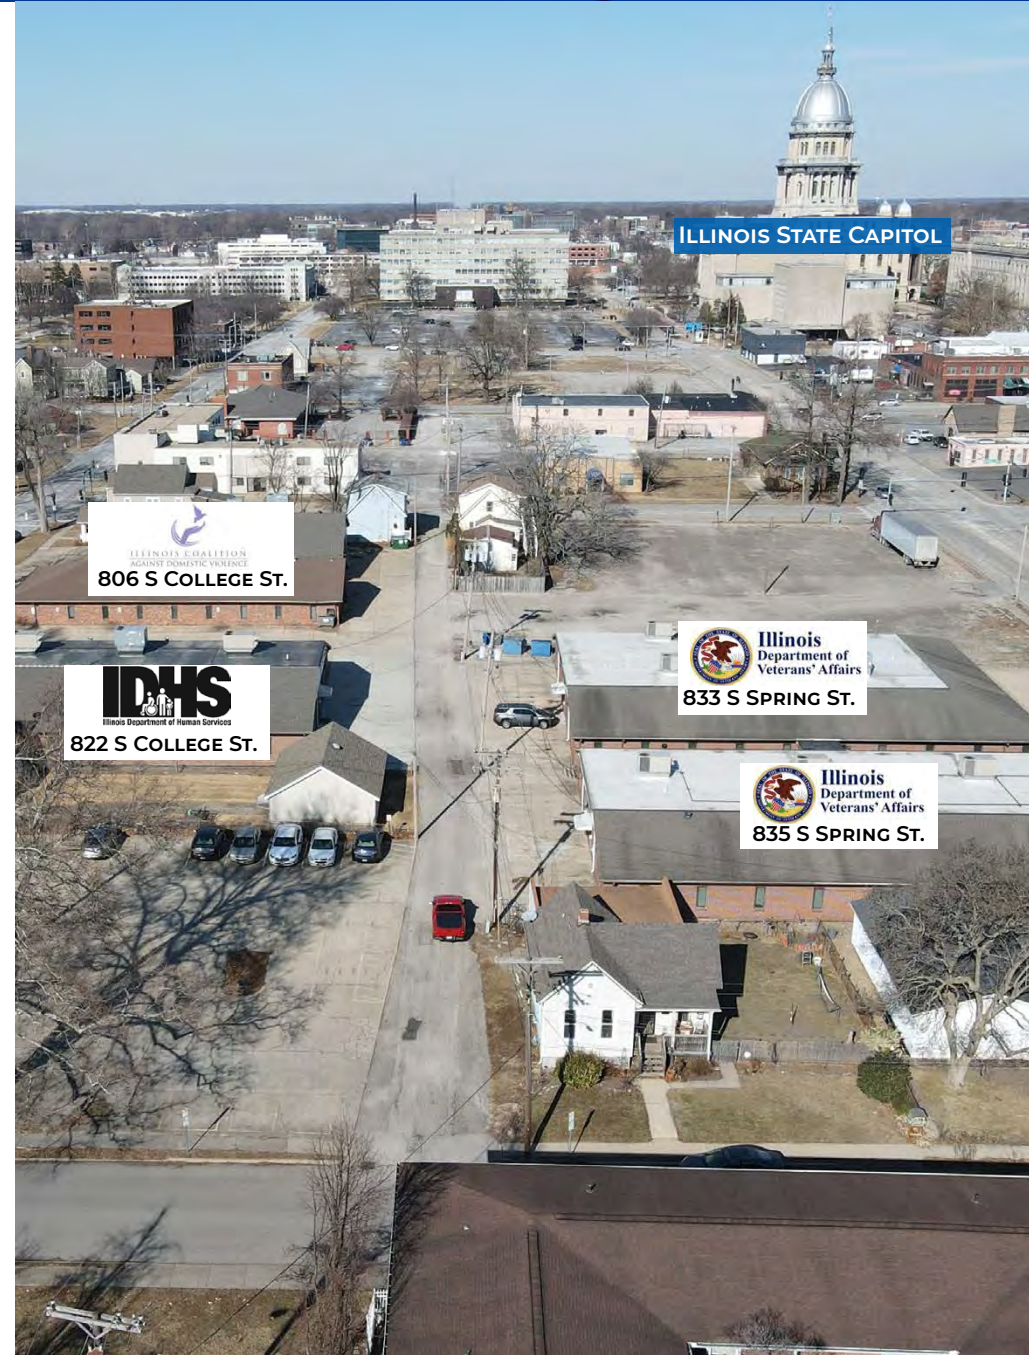 ILLINOIS STATE CAPITOL
ILLINOIS COALITION
AGAINST DOMESTIC VIOLENCE
806 S COLLEGE ST.
IDHS
Illinois Department of Human Services
822 S COLLEGE ST.
Illinois
Department of
Veterans' Affairs
833 S SPRING ST.
Illinois
Department of
Veterans' Affairs
835 S SPRING ST.